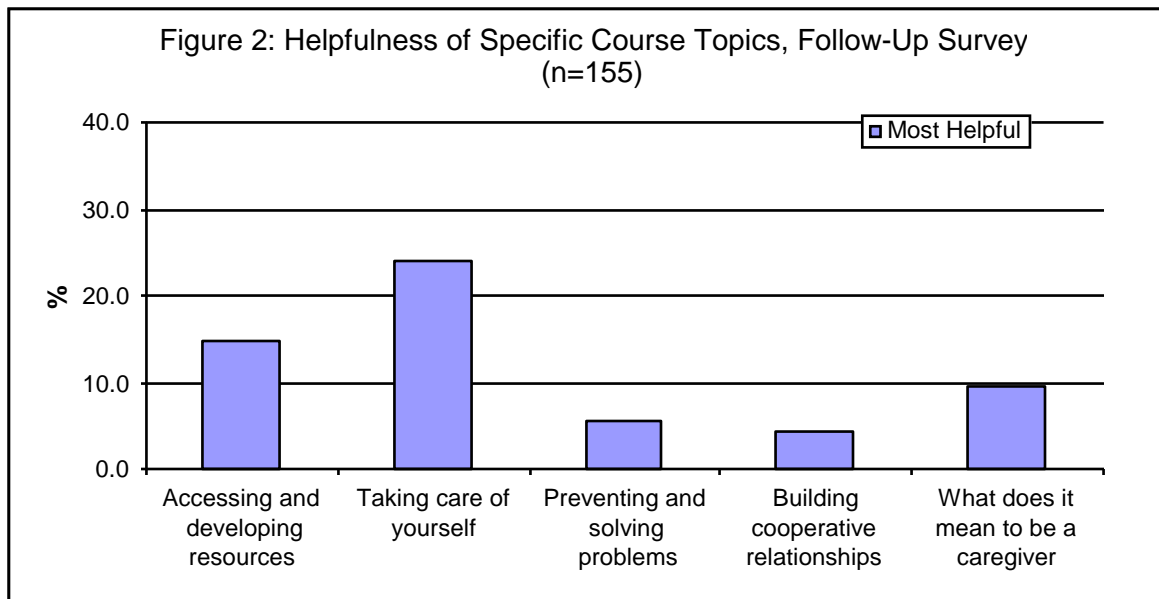 Figure 2: Helpfulness of Specific Course Topics, Follow-Up Survey
(n=155)
40.0
Most Helpful
30.0
%
20.0
10.0
0.0
Accessing and
developing
resources
Taking care of
yourself
Preventing and
solving
problems
Building
cooperative
relationships
What does it
mean to be a
caregiver